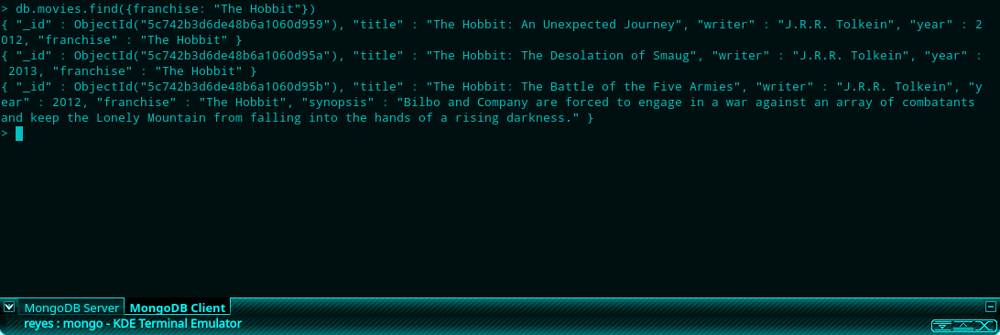 > db.movies.find({franchise: "The Hobbit"})
{ "_id" : ObjectId("5c742b3d6de48b6a1060d959"), "title" : "The Hobbit: An Unexpected Journey", "writer" : "J.R.R. Tolkein", "year" : 2
012, "franchise" : "The Hobbit" }
{ "_id" : ObjectId("5c742b3d6de48b6a1060d95a"), "title" : "The Hobbit: The Desolation of Smaug", "writer" : "J.R.R. Tolkein", "year" :
 2013, "franchise" : "The Hobbit" }
{ "_id" : ObjectId("5c742b3d6de48b6a1060d95b"), "title" : "The Hobbit: The Battle of the Five Armies", "writer" : "J.R.R. Tolkein", "y
ear" : 2012, "franchise" : "The Hobbit", "synopsis" : "Bilbo and Company are forced to engage in a war against an array of combatants
and keep the Lonely Mountain from falling into the hands of a rising darkness." }
>
MongoDB Server MongoDB Client
reyes : mongo - KDE Terminal Emulator